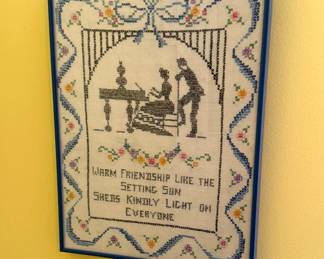 Warm Friendship Like the
Setting Sun
Sheds Kindly Light on
Everyone